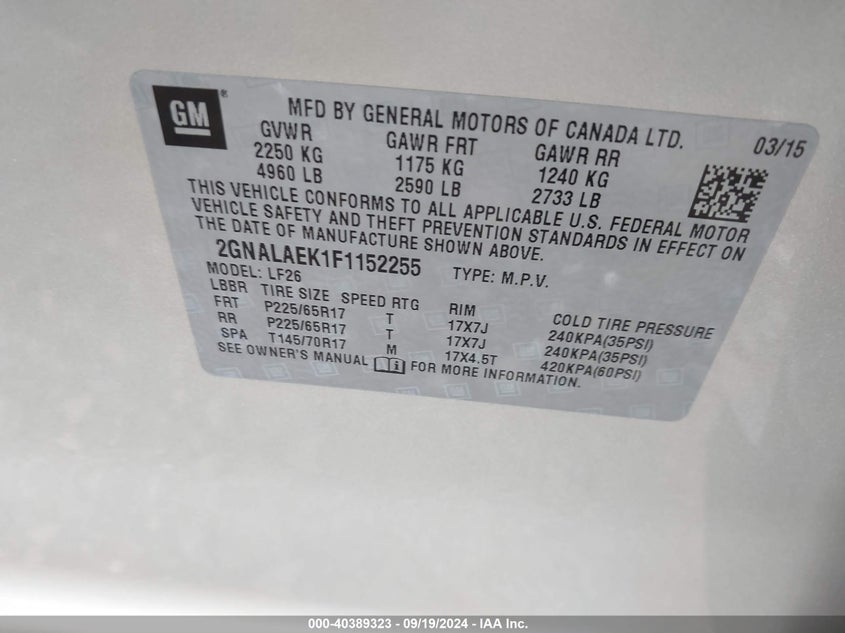 GM ®
MFD BY GENERAL MOTORS OF CANADA LTD. 03/15
GVWR GAWR FRT GAWR RR
2250 KG 1175 KG 1240 KG
4960 LB 2590 LB 2733 LB
THIS VEHICLE CONFORMS TO ALL APPLICABLE U.S. FEDERAL MOTOR
VEHICLE SAFETY AND THEFT PREVENTION STANDARDS IN EFFECT ON
THE DATE OF MANUFACTURE SHOWN ABOVE.
2GNALAEK1F1152255 TYPE: M.P.V.
MODEL: LF26
LBBR TIRE SIZE SPEED RTG RIM COLD TIRE PRESSURE
FRT P225/65R17 T 17X7J 240KPA(35PSI)
RR P225/65R17 T 17X7J 240KPA(35PSI)
SPA T145/70R17 M 17X4.5T 420KPA(60PSI)
SEE OWNER'S MANUAL i FOR MORE INFORMATION.
000-40389323 - 09/19/2024 - IAA Inc.